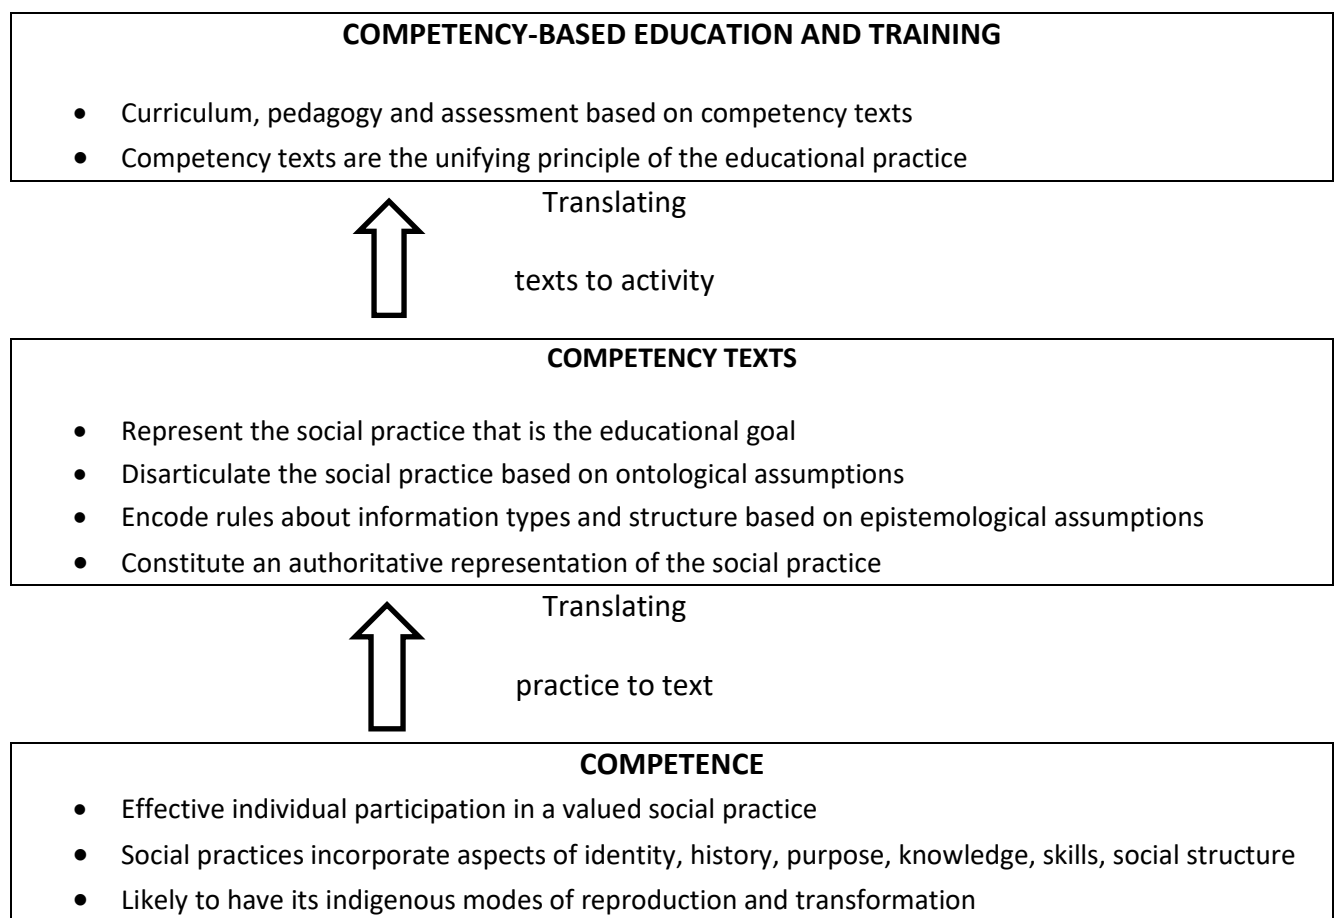 COMPETENCY-BASED EDUCATION AND TRAINING
• Curriculum, pedagogy and assessment based on competency texts
• Competency texts are the unifying principle of the educational practice
Translating
texts to activity
COMPETENCY TEXTS
• Represent the social practice that is the educational goal
• Disarticulate the social practice based on ontological assumptions
• Encode rules about information types and structure based on epistemological assumptions
• Constitute an authoritative representation of the social practice
Translating
practice to text
COMPETENCE
• Effective individual participation in a valued social practice
• Social practices incorporate aspects of identity, history, purpose, knowledge, skills, social structure
• Likely to have its indigenous modes of reproduction and transformation